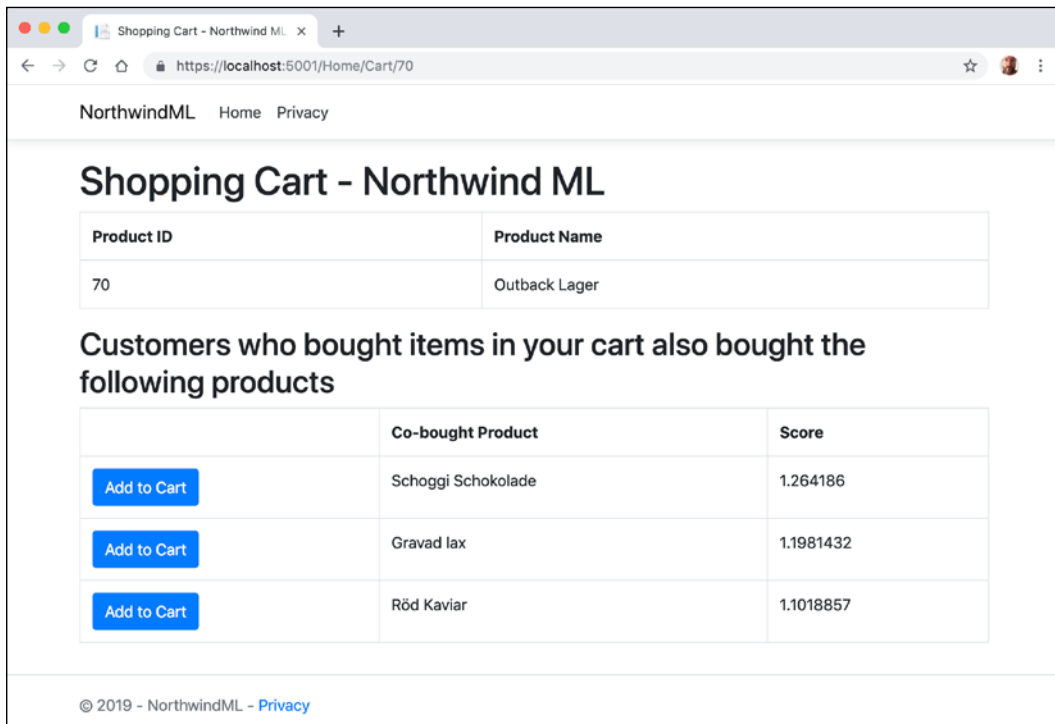 Shopping Cart - Northwind ML
https://localhost:5001/Home/Cart/70
NorthwindML Home Privacy
Shopping Cart - Northwind ML
Product ID Product Name
70 Outback Lager
Customers who bought items in your cart also bought the
following products
Co-bought Product Score
Add to Cart Schoggi Schokolade 1.264186
Add to Cart Gravad lax 1.1981432
Add to Cart Röd Kaviar 1.1018857
© 2019 - NorthwindML - Privacy